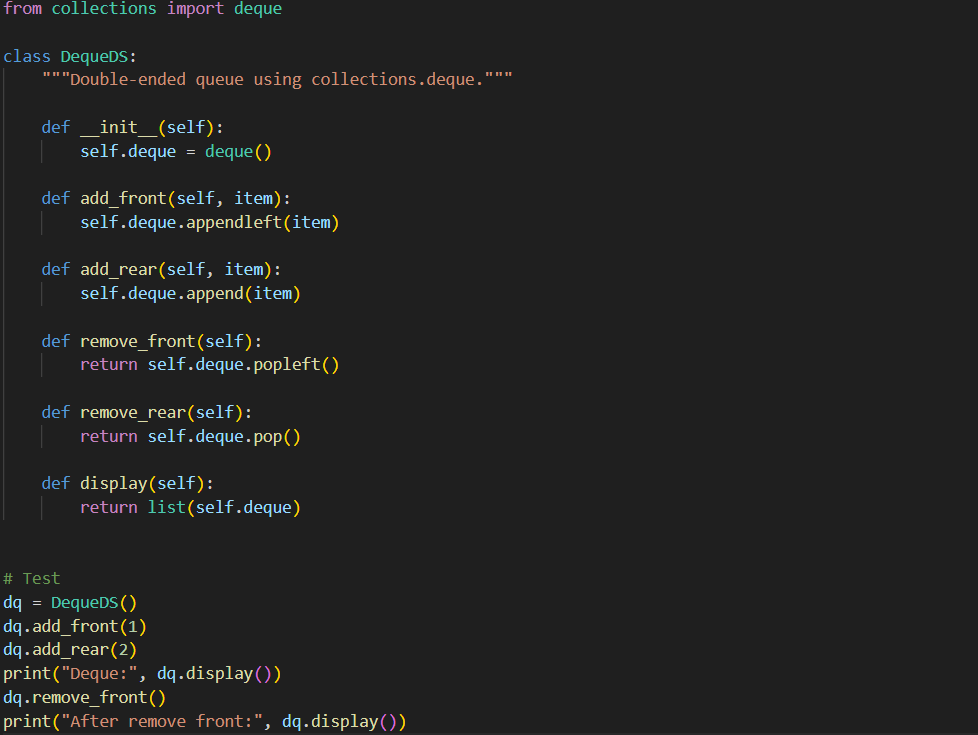 from collections import deque
class DequeDS:
    """Double-ended queue using collections.deque."""
    def __init__(self):
        self.deque = deque()
    def add_front(self, item):
        self.deque.appendleft(item)
    def add_rear(self, item):
        self.deque.append(item)
    def remove_front(self):
        return self.deque.popleft()
    def remove_rear(self):
        return self.deque.pop()
    def display(self):
        return list(self.deque)
# Test
dq = DequeDS()
dq.add_front(1)
dq.add_rear(2)
print("Deque:", dq.display())
dq.remove_front()
print("After remove front:", dq.display())